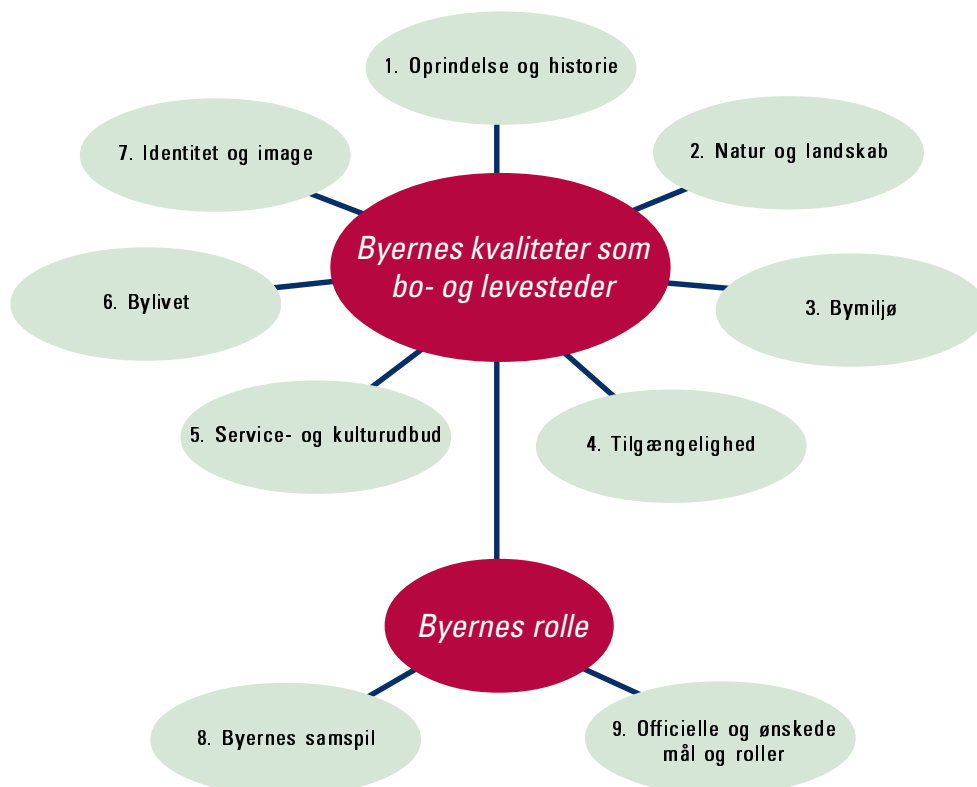 1. Oprindelse og historie
2. Natur og landskab
7. Identitet og image
Byernes kvaliteter som
bo- og levesteder
6. Bylivet
3. Bymiljø
5. Service- og kulturudbud
4. Tilgængelighed
Byernes rolle
8. Byernes samspil
9. Officielle og ønskede
mål og roller